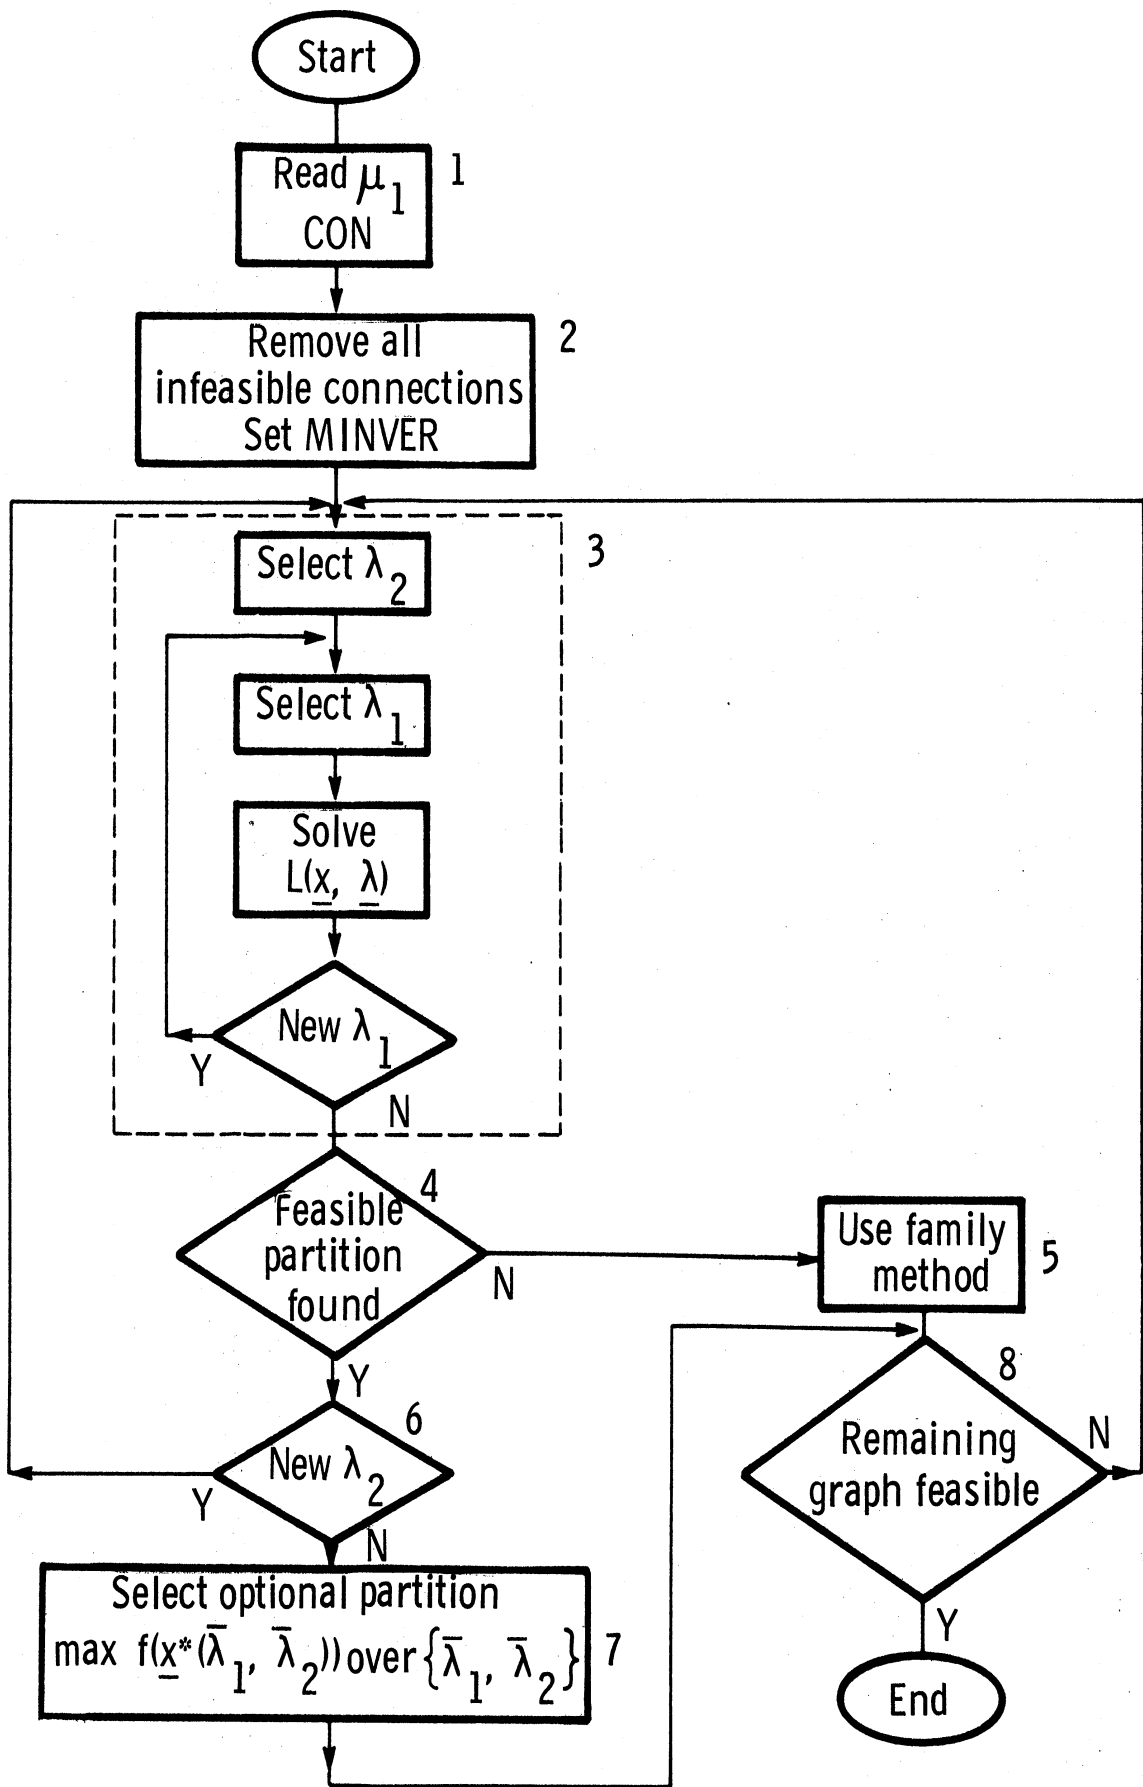 Start
Read μ1
CON
1
Remove all
infeasible connections
Set MINVER
2
3
Select λ2
Select λ1
Solve
L(x, λ)
New λ1
Y
N
4
Feasible
partition
found
N
Y
Use family
method
5
6
New λ2
Y
N
8
Remaining
graph feasible
N
Y
Select optional partition
max f(x*(λ̄1, λ̄2)) over {λ̄1, λ̄2}
7
End